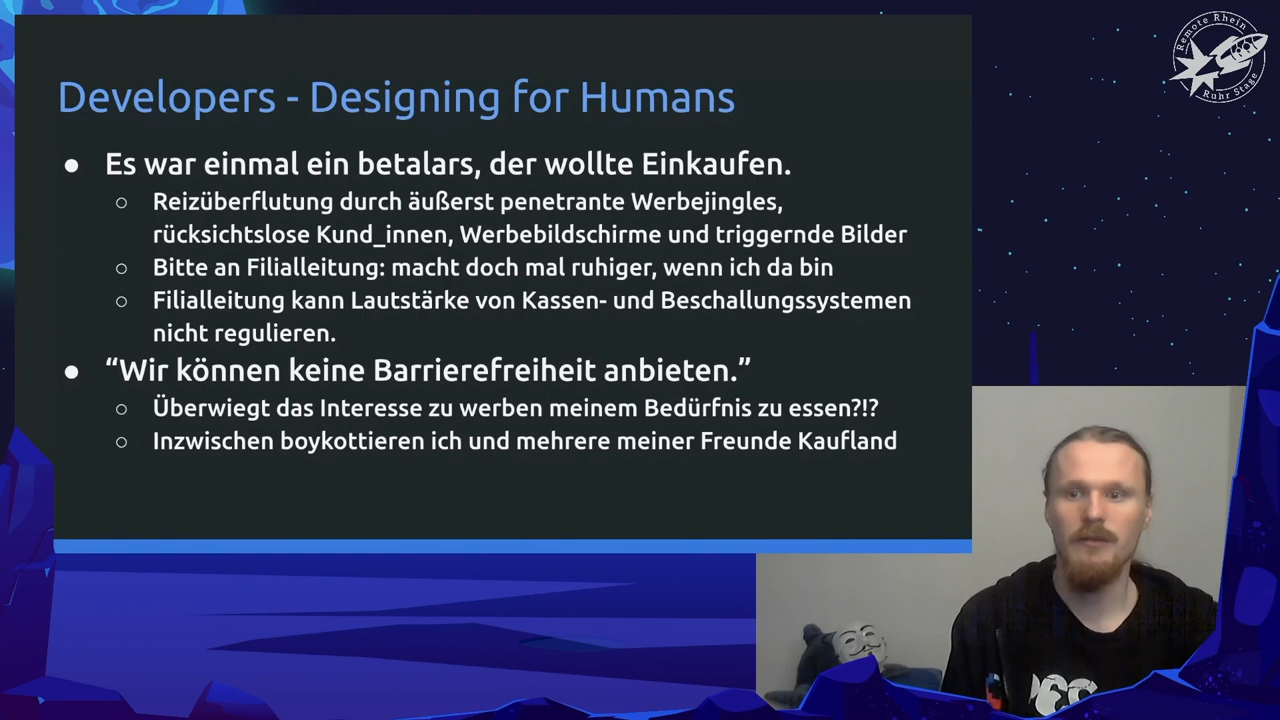 Developers - Designing for Humans
● Es war einmal ein betalars, der wollte Einkaufen.
○ Reizüberflutung durch äußerst penetrante Werbejingles,
rücksichtslose Kund_innen, Werbebildschirme und triggernde Bilder
○ Bitte an Filialleitung: macht doch mal ruhiger, wenn ich da bin
○ Filialleitung kann Lautstärke von Kassen- und Beschallungssystemen
nicht regulieren.
● “Wir können keine Barrierefreiheit anbieten.”
○ Überwiegt das Interesse zu werben meinem Bedürfnis zu essen?!?
○ Inzwischen boykottieren ich und mehrere meiner Freunde Kaufland
Remote Rhein
Ruhr Stage